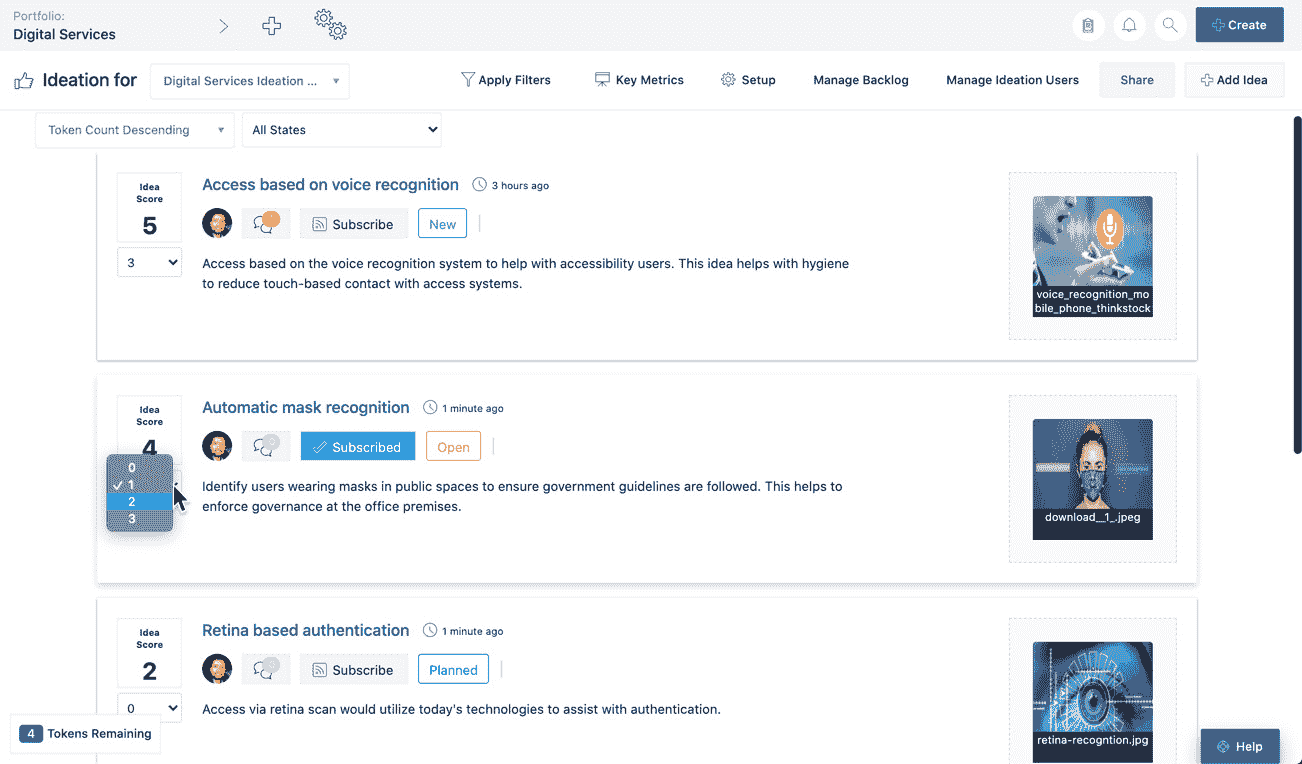 Portfolio:
Digital Services
Create
Ideation for
Digital Services Ideation ...
Apply Filters
Key Metrics
Setup
Manage Backlog
Manage Ideation Users
Share
Add Idea
Token Count Descending
All States
Idea
Score
5
3
Access based on voice recognition
3 hours ago
Subscribe
New
Access based on the voice recognition system to help with accessibility users. This idea helps with hygiene
to reduce touch-based contact with access systems.
voice_recognition_mo
bile_phone_thinkstock
Idea
Score
4
0
✓ 1
2
3
Automatic mask recognition
1 minute ago
Subscribed
Open
Identify users wearing masks in public spaces to ensure government guidelines are followed. This helps to
enforce governance at the office premises.
download__1_.jpeg
Idea
Score
2
0
Retina based authentication
1 minute ago
Subscribe
Planned
Access via retina scan would utilize today's technologies to assist with authentication.
retina-recogntion.jpg
4 Tokens Remaining
Help